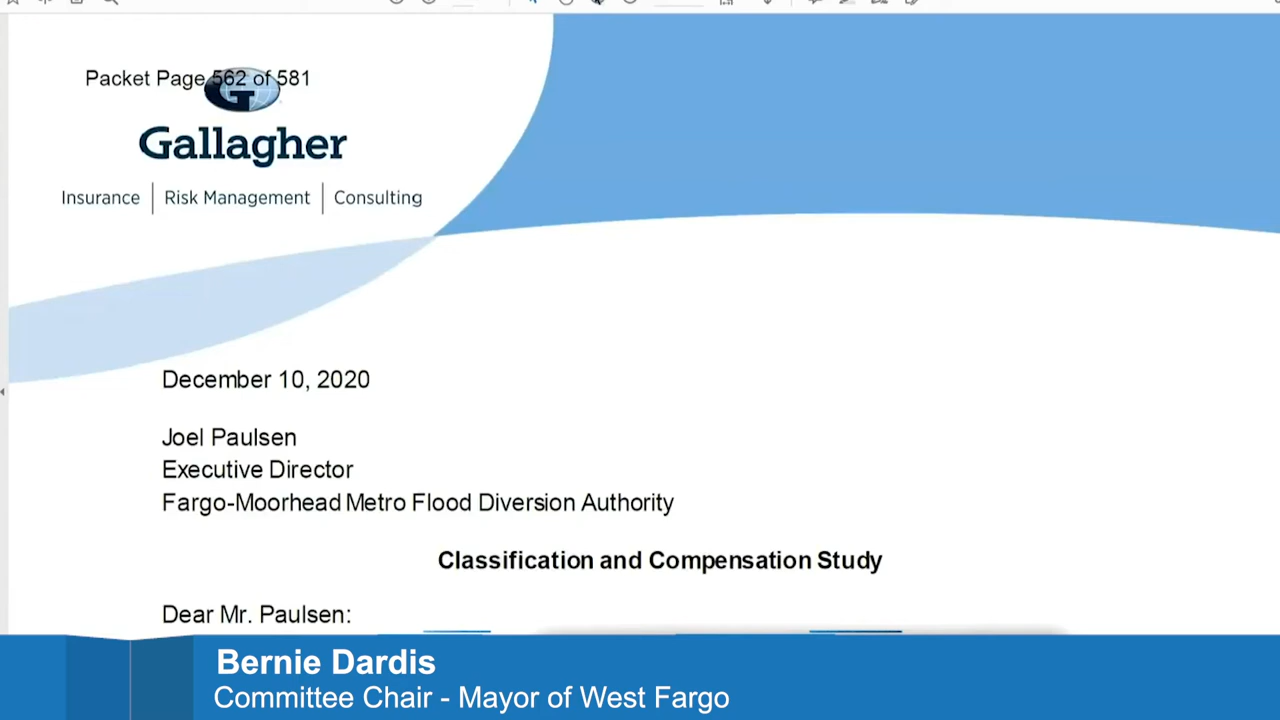 Packet Page 562 of 581
G
Gallagher
Insurance | Risk Management | Consulting
December 10, 2020
Joel Paulsen
Executive Director
Fargo-Moorhead Metro Flood Diversion Authority
Classification and Compensation Study
Dear Mr. Paulsen:
Bernie Dardis
Committee Chair - Mayor of West Fargo